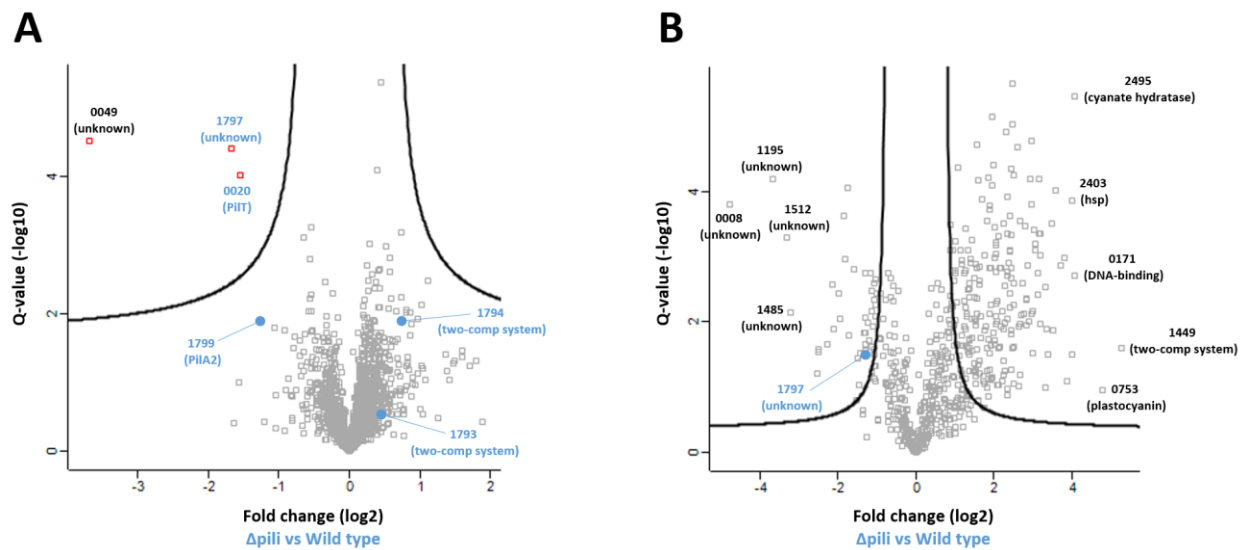 A
Q-value (-log10)
0049
(unknown)
1797
(unknown)
0020
(PilT)
1799
(PilA2)
1794
(two-comp system)
1793
(two-comp system)
4
2
0
-3
-2
-1
0
1
2
Fold change (log2)
Δpili vs Wild type
B
Q-value (-log10)
2495
(cyanate hydratase)
1195
(unknown)
2403
(hsp)
0008
(unknown)
1512
(unknown)
0171
(DNA-binding)
1485
(unknown)
1449
(two-comp system)
1797
(unknown)
0753
(plastocyanin)
4
2
0
-4
-2
0
2
4
Fold change (log2)
Δpili vs Wild type